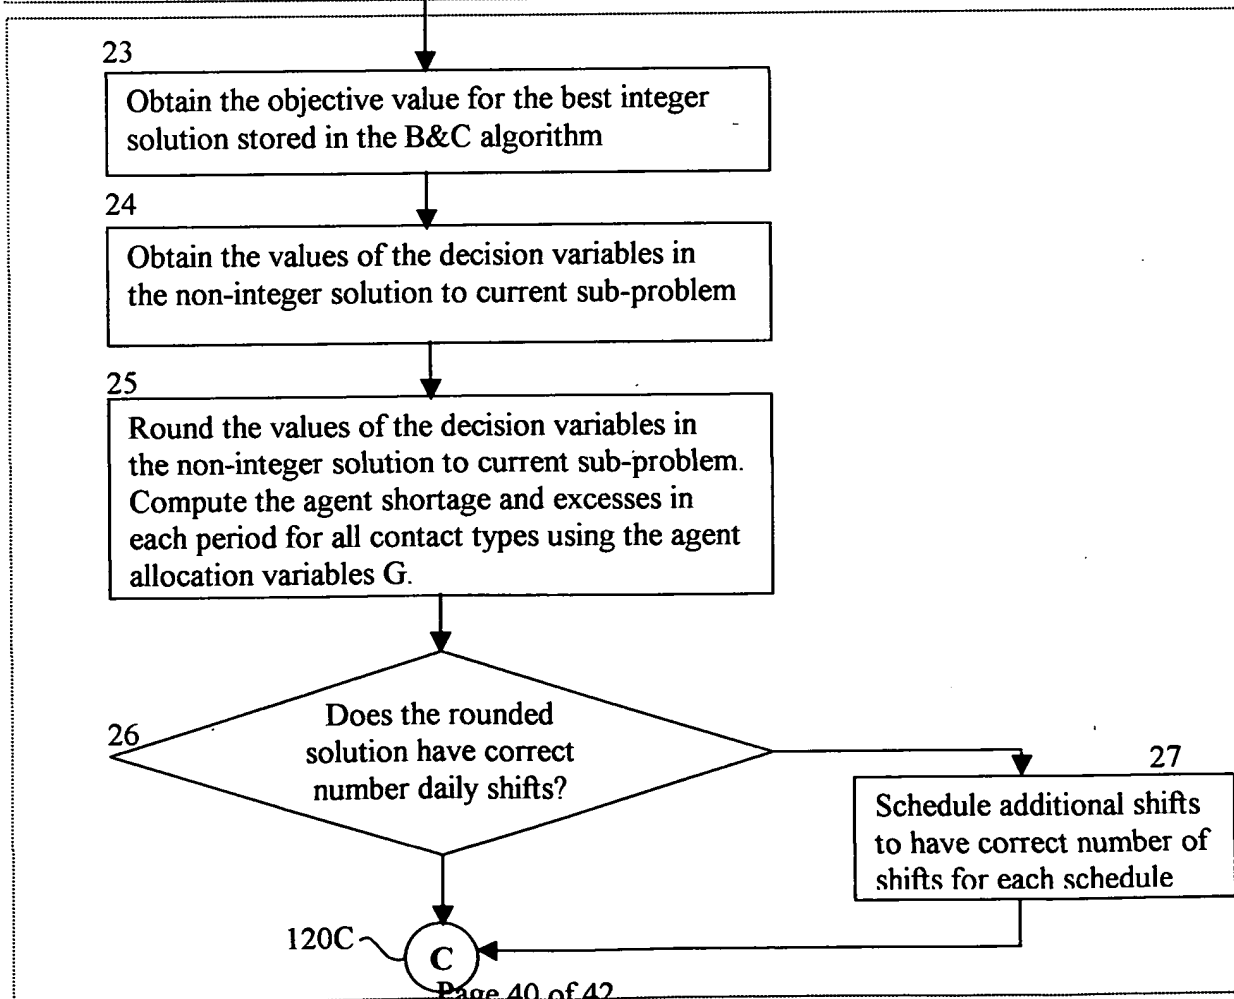 23
Obtain the objective value for the best integer
solution stored in the B&C algorithm
24
Obtain the values of the decision variables in
the non-integer solution to current sub-problem
25
Round the values of the decision variables in
the non-integer solution to current sub-problem.
Compute the agent shortage and excesses in
each period for all contact types using the agent
allocation variables G.
26
Does the rounded
solution have correct
number daily shifts?
27
Schedule additional shifts
to have correct number of
shifts for each schedule
120C
C
Page 40 of 42